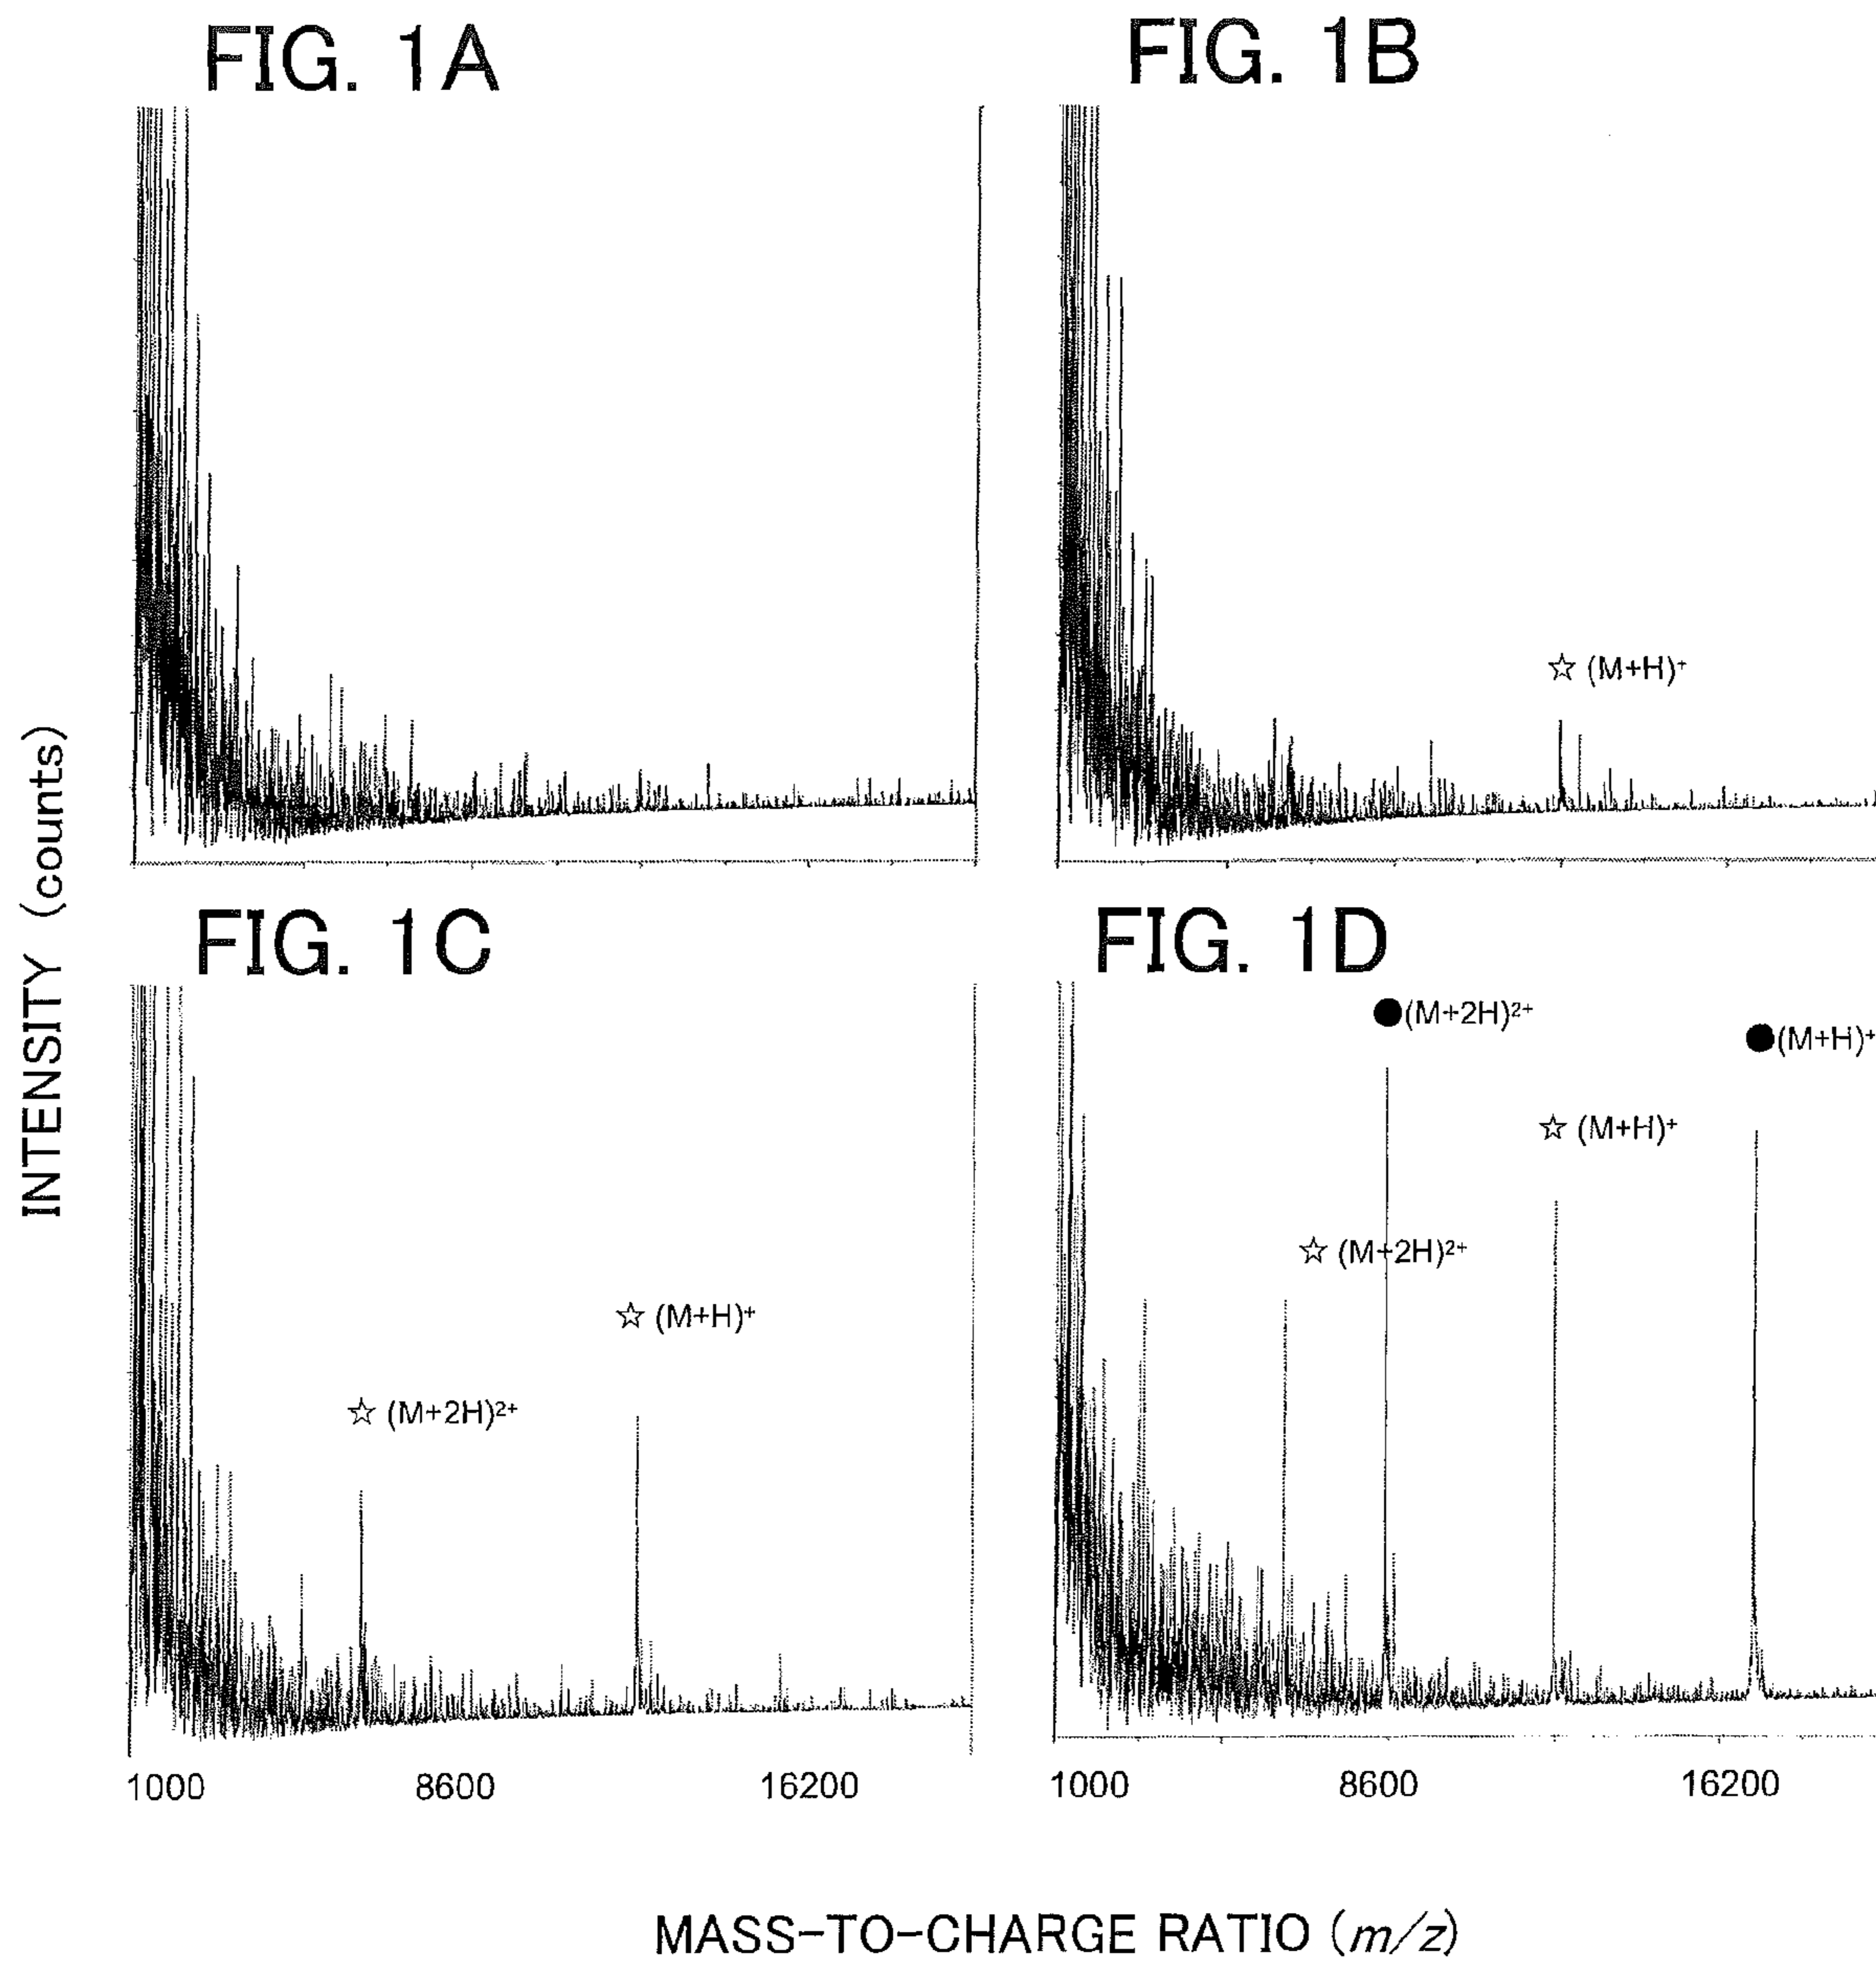 FIG. 1A
FIG. 1B
☆ (M+H)⁺
FIG. 1C
☆ (M+2H)²⁺
☆ (M+H)⁺
1000 8600 16200
FIG. 1D
●(M+2H)²⁺
●(M+H)⁺
☆ (M+H)⁺
☆ (M+2H)²⁺
1000 8600 16200
INTENSITY (counts)
MASS-TO-CHARGE RATIO (m/z)